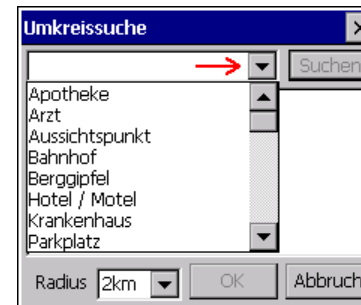 Umkreissuche
Suchen
Apotheke
Arzt
Aussichtspunkt
Bahnhof
Berggipfel
Hotel / Motel
Krankenhaus
Parkplatz
Radius 2km OK Abbruch